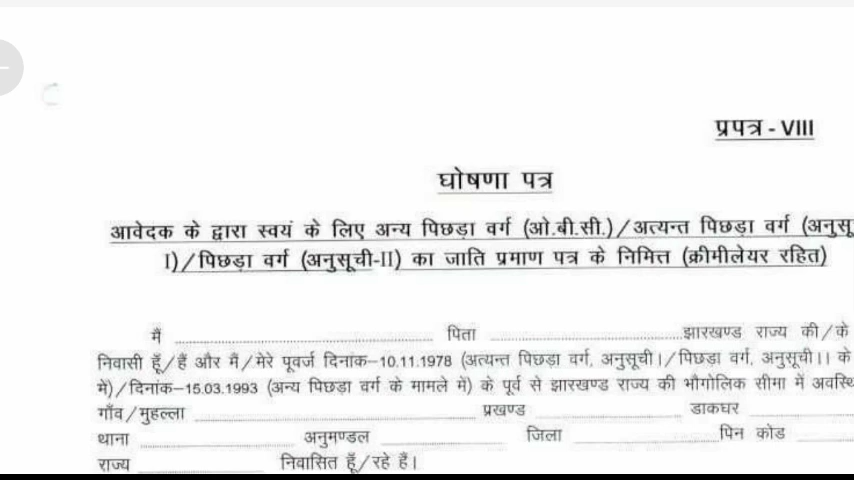 प्रपत्र - VIII
घोषणा पत्र
आवेदक के द्वारा स्वयं के लिए अन्य पिछड़ा वर्ग (ओ.बी.सी.)/अत्यन्त पिछड़ा वर्ग (अनुसू
I)/पिछड़ा वर्ग (अनुसूची-II) का जाति प्रमाण पत्र के निमित्त (क्रीमीलेयर रहित)
मैं ........................ पिता ........................झारखण्ड राज्य की/के
निवासी हूँ/हैं और मैं/मेरे पूवर्ज दिनांक–10.11.1978 (अत्यन्त पिछड़ा वर्ग, अनुसूची।/पिछड़ा वर्ग, अनुसूची।। के
में)/दिनांक–15.03.1993 (अन्य पिछड़ा वर्ग के मामले में) के पूर्व से झारखण्ड राज्य की भौगोलिक सीमा में
गाँव/मुहल्ला ........................ प्रखण्ड ........................ डाकघर ........................
थाना ........................ अनुमण्डल ........................ जिला ........................ पिन कोड ............
राज्य ........................ निवासित हूँ/रहे हैं।